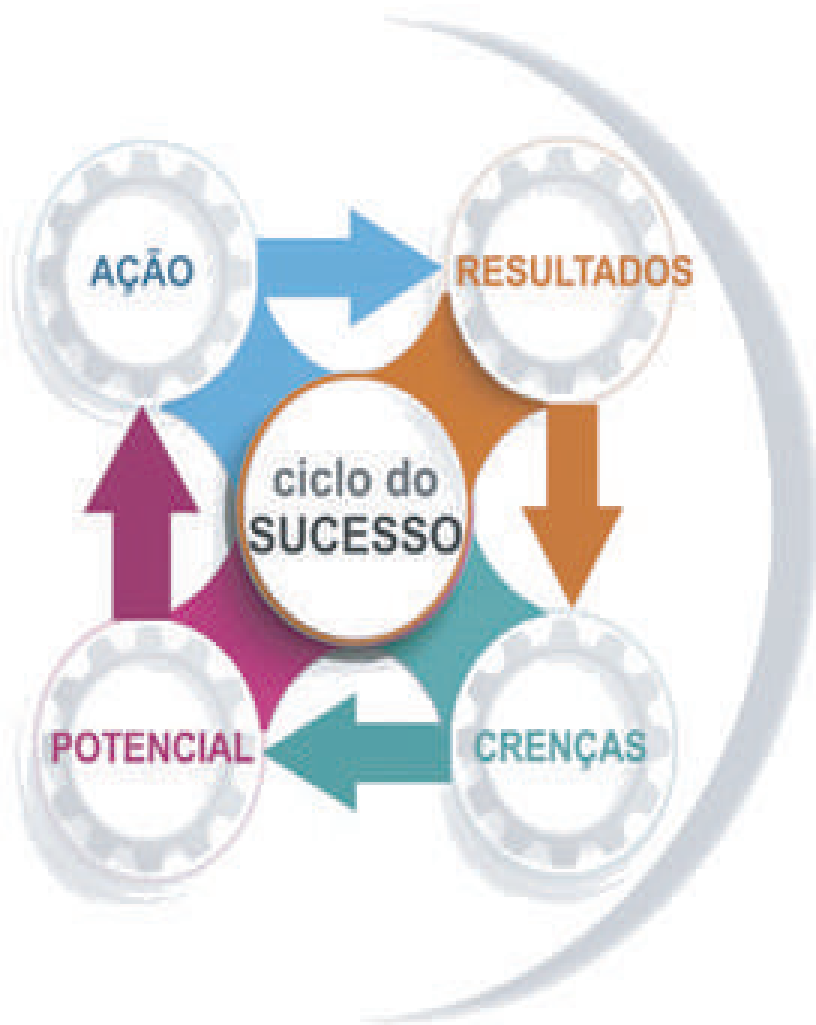 AÇÃO
RESULTADOS
ciclo do
SUCESSO
POTENCIAL
CRENÇAS